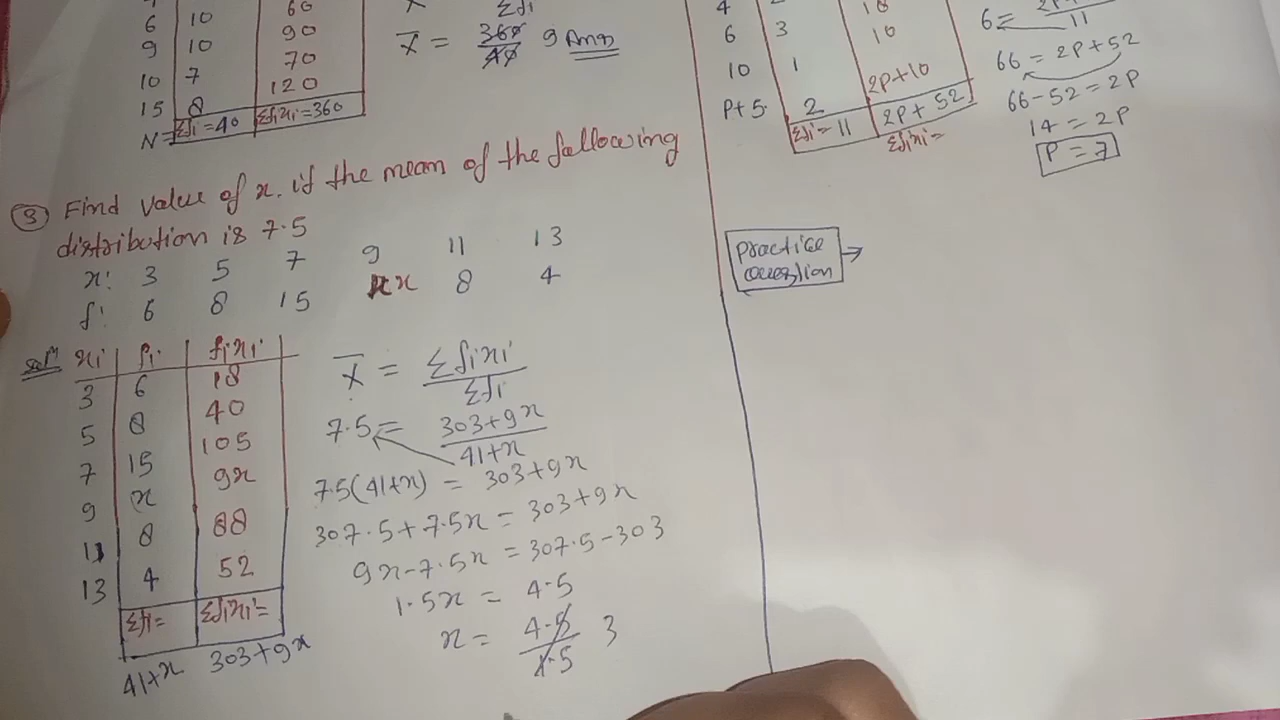 6 10 60
9 10 90
10 7 70
15 8 120
N= Σfi=40 Σfixi=360
x̄ = 360/40 9 Ans
③ Find value of x. if the mean of the following
distribution is 7.5
x: 3 5 7 9 11 13
f: 6 8 15 x 8 4
Solⁿ xi fi fixi
3 6 18
5 8 40
7 15 105
9 x 9x
11 8 88
13 4 52
Σfi= Σfixi=
41+x 303+9x
x̄ = Σfixi/Σfi
7.5 = 303+9x/41+x
7.5(41+x) = 303+9x
307.5+7.5x = 303+9x
9x-7.5x = 307.5-303
1.5x = 4.5
x = 4.5/1.5 3
4 18
6 3 10
10 1 2P+10
P+5 2 2P+52
Σfi=11 Σfixi=
6= 11
66 = 2P+52
66-52=2P
14 = 2P
P = 7
Practice
Question →